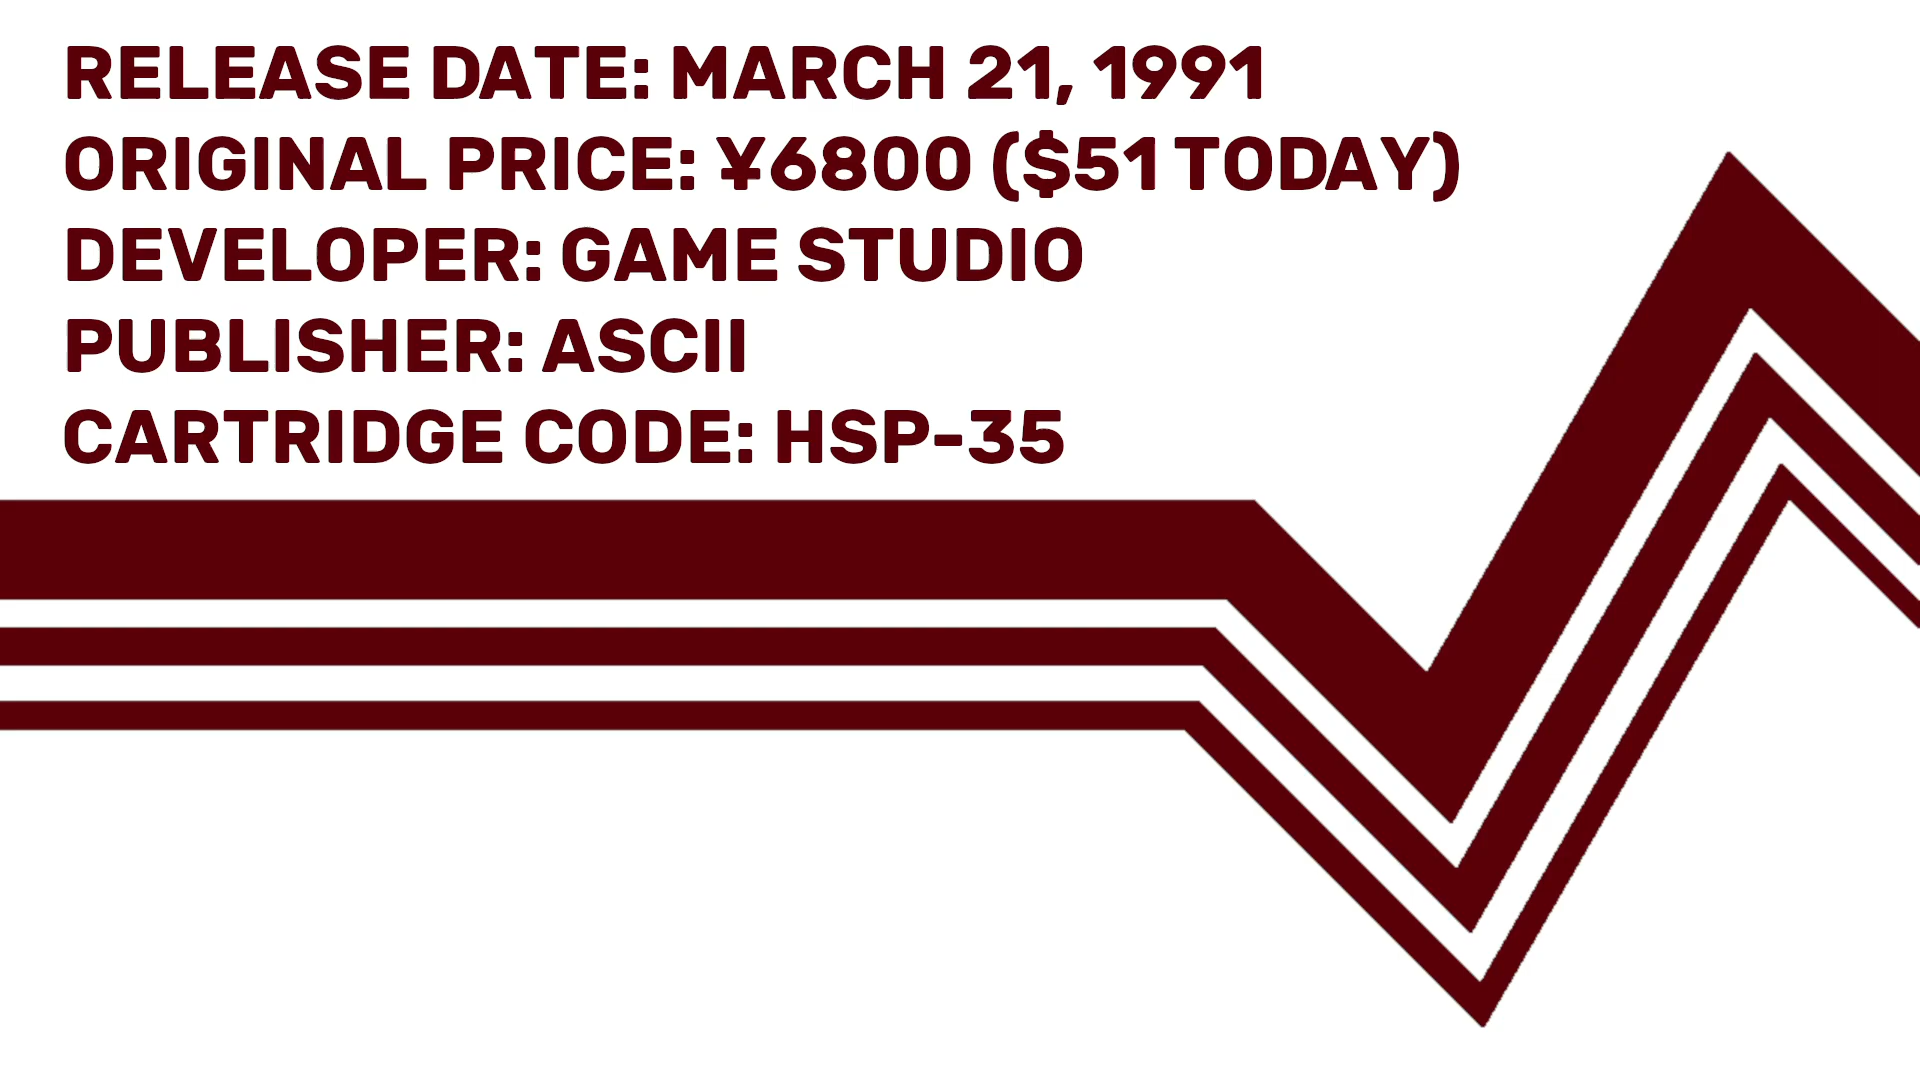 RELEASE DATE: MARCH 21, 1991
ORIGINAL PRICE: ¥6800 ($51 TODAY)
DEVELOPER: GAME STUDIO
PUBLISHER: ASCII
CARTRIDGE CODE: HSP-35